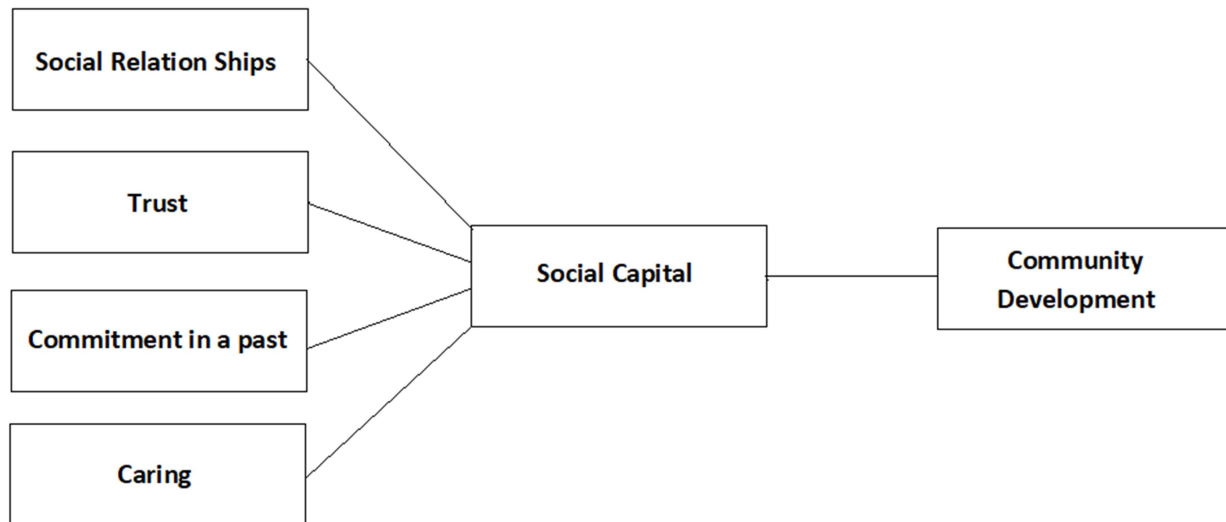 Social Relation Ships
Trust
Commitment in a past
Caring
Social Capital
Community
Development